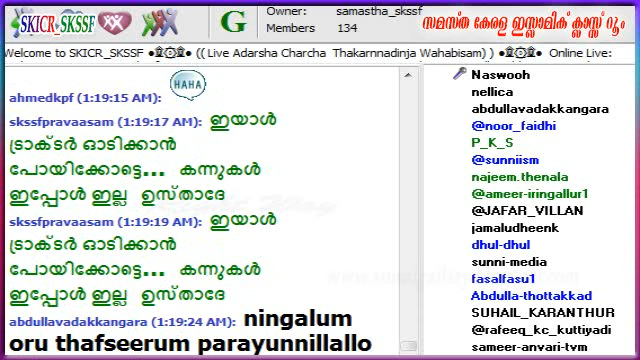 SKICR_SKSSF
G
Owner: samastha_skssf
Members 134
സമസ്ത കേരള ഇസ്ലാമിക് ക്ലാസ്സ് റൂം
Welcome to SKICR_SKSSF ●۩۞۩● (( Live Adarsha Charcha Thakarnnadinja Wahabisam) ) ●۩۞۩● Online Live:
HAHA
ahmedkpf (1:19:15 AM):
skssfpravaasam (1:19:17 AM): ഇയാൾ
ട്രാക്ടർ ഓടിക്കാൻ
പോയിക്കോട്ടെ... കന്നുകൾ
ഇപ്പോൾ ഇല്ല ഉസ്താദേ
skssfpravaasam (1:19:19 AM): ഇയാൾ
ട്രാക്ടർ ഓടിക്കാൻ
പോയിക്കോട്ടെ... കന്നുകൾ
ഇപ്പോൾ ഇല്ല ഉസ്താദേ
abdullavadakkangara (1:19:24 AM): ningalum
oru thafseerum parayunnillallo
Naswooh
nellica
abdullavadakkangara
@noor_faidhi
P_K_S
@sunniism
najeem.thenala
@ameer-iringallur1
@JAFAR_VILLAN
jamaludheenk
dhul-dhul
sunni-media
fasalfasu1
Abdulla-thottakkad
SUHAIL_KARANTHUR
@rafeeq_kc_kuttiyadi
sameer-anvari-tvm